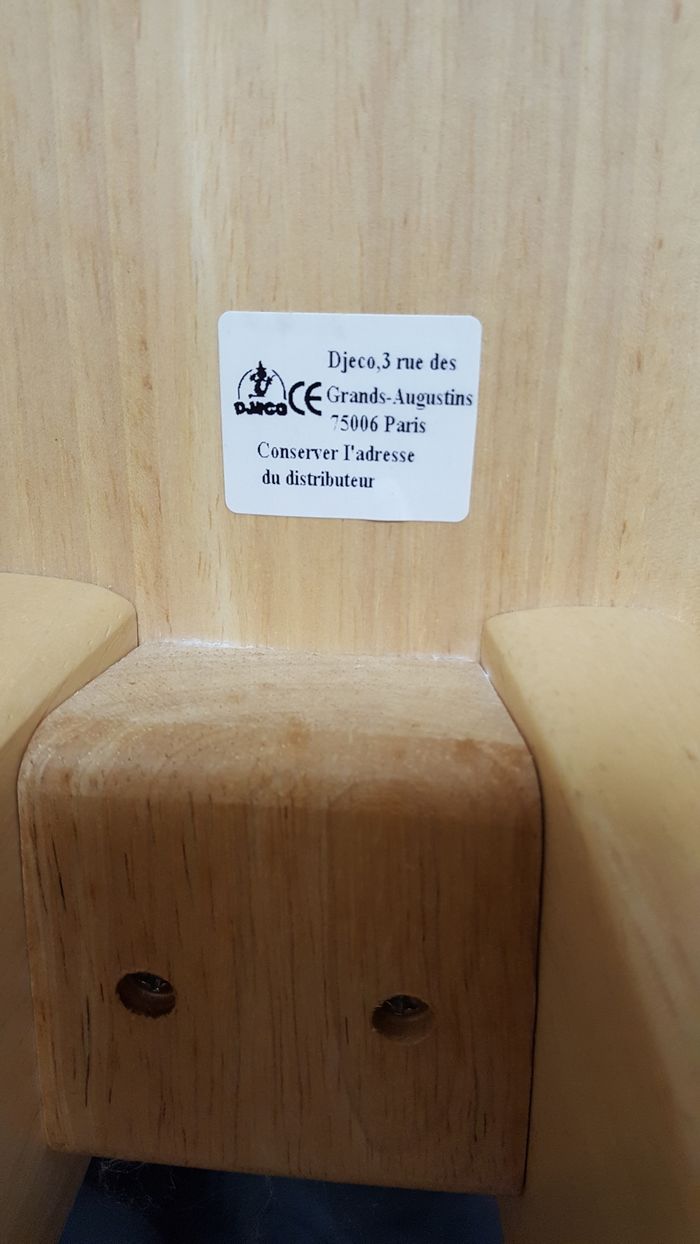 Djeco,3 rue des
DJECO CE Grands-Augustins
75006 Paris
Conserver l'adresse
du distributeur